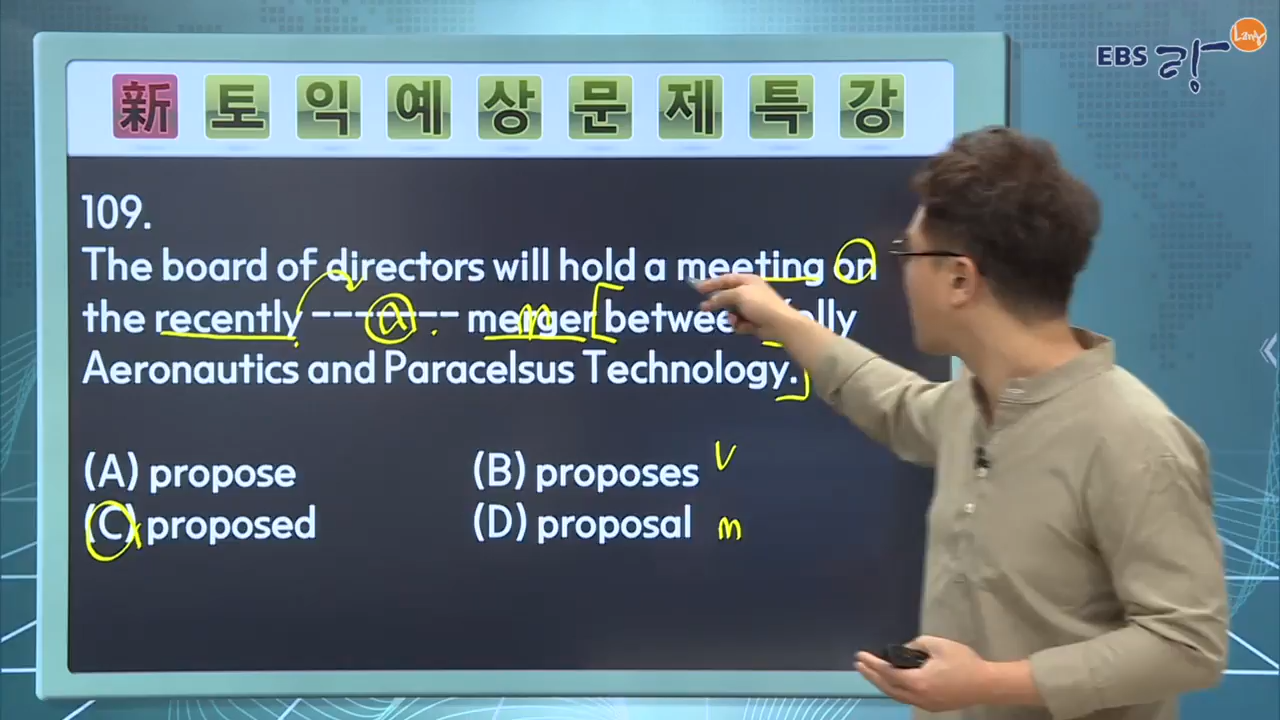 EBS 랑
Lang
新 토 익 예 상 문 제 특 강
109.
The board of directors will hold a meeting on
the recently ------- merger between
Aeronautics and Paracelsus Technology.
(A) propose
(B) proposes
v
(C) proposed
(D) proposal
n
a
n